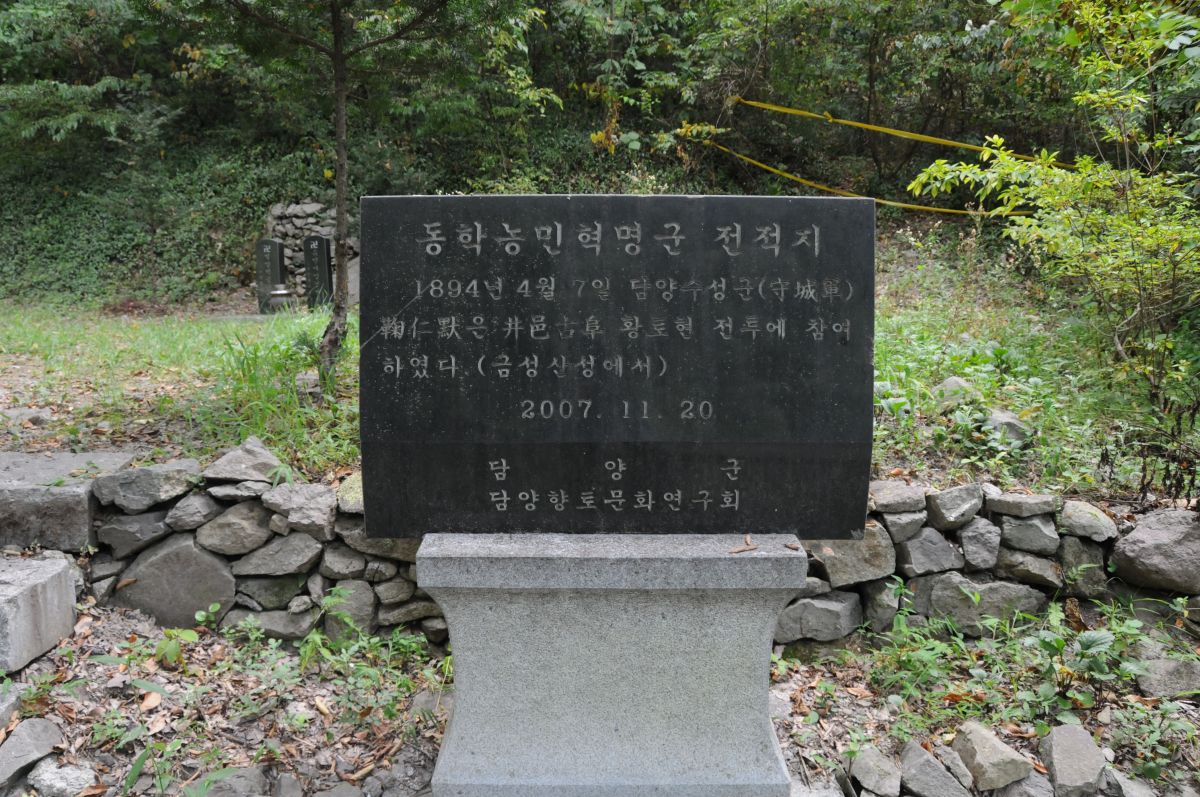 동학농민혁명군 전적지
1894년 4월 7일 담양수성군(守城軍)
鞠仁默은 井邑古阜 황토현 전투에 참여
하였다. (금성산성에서)
2007. 11. 20
담 양 군
담양향토문화연구회
卍
卍